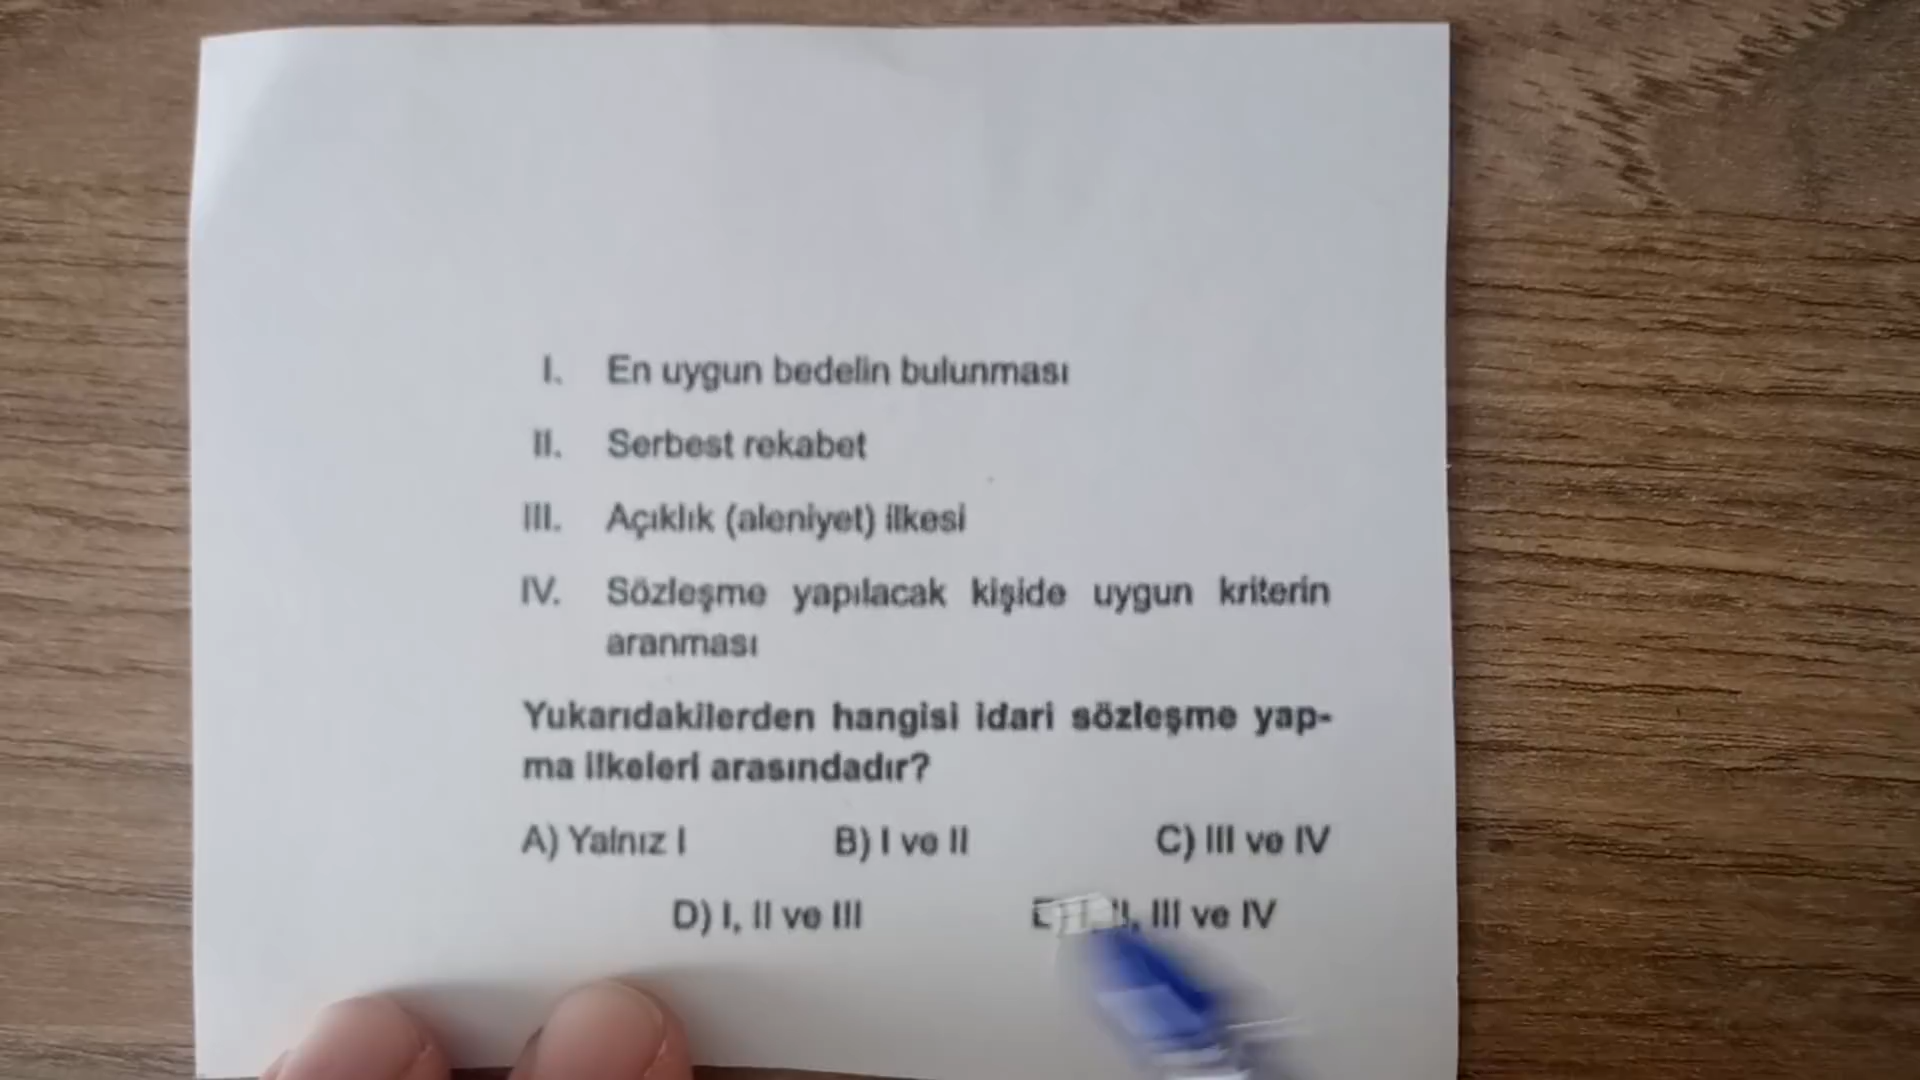 I. En uygun bedelin bulunması
II. Serbest rekabet
III. Açıklık (aleniyet) ilkesi
IV. Sözleşme yapılacak kişide uygun kriterin
aranması
Yukarıdakilerden hangisi idari sözleşme yap-
ma ilkeleri arasındadır?
A) Yalnız I B) I ve II C) III ve IV
D) I, II ve III E) I, II, III ve IV